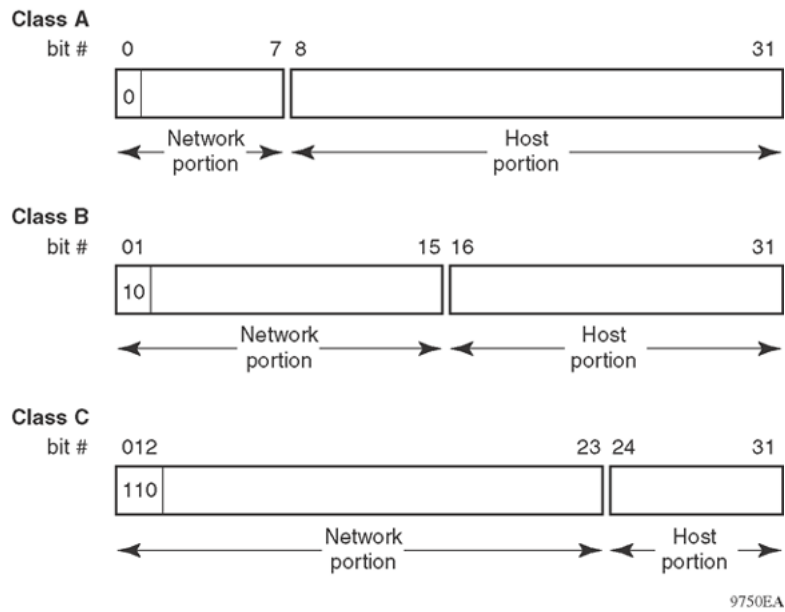 Class A
bit # 0 7 8 31
0
Network portion Host portion
Class B
bit # 01 15 16 31
10
Network portion Host portion
Class C
bit # 012 23 24 31
110
Network portion Host portion
9750EA